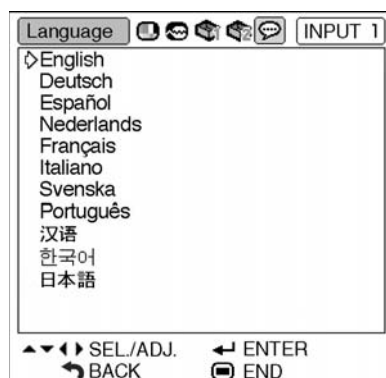 Language INPUT 1
English
Deutsch
Español
Nederlands
Français
Italiano
Svenska
Português
汉语
한국어
日本語
SEL./ADJ. ENTER
BACK END